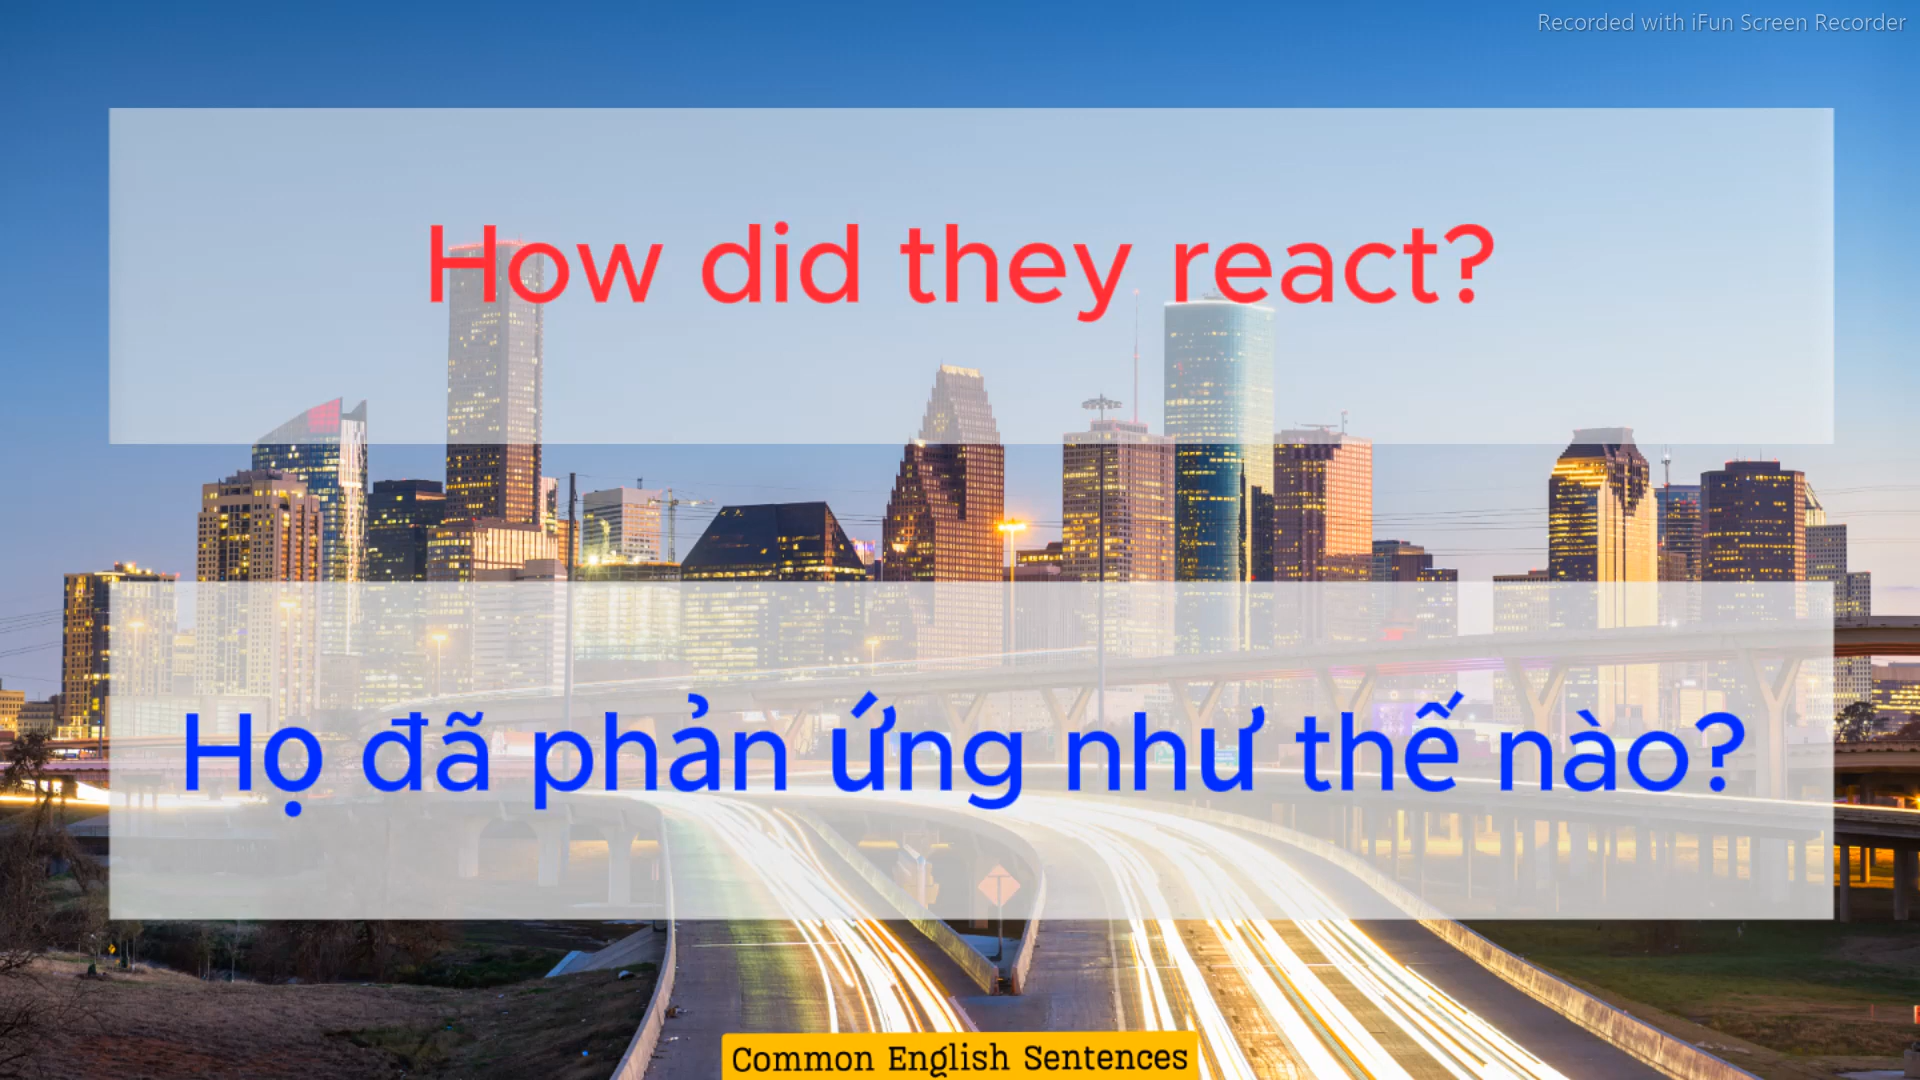 Recorded with iFun Screen Recorder
How did they react?
Họ đã phản ứng như thế nào?
Common English Sentences